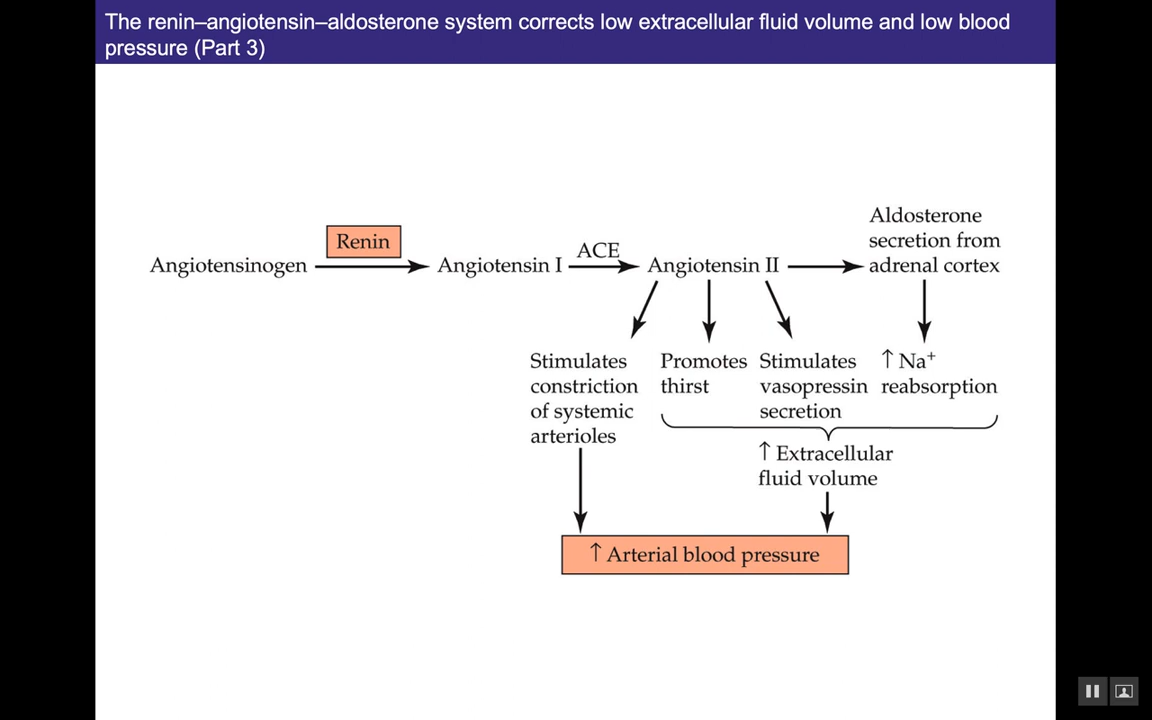 The renin–angiotensin–aldosterone system corrects low extracellular fluid volume and low blood
pressure (Part 3)
Angiotensinogen
Renin
Angiotensin I
ACE
Angiotensin II
Aldosterone
secretion from
adrenal cortex
Stimulates
constriction
of systemic
arterioles
Promotes
thirst
Stimulates
vasopressin
secretion
↑ Na⁺
reabsorption
↑ Extracellular
fluid volume
↑ Arterial blood pressure